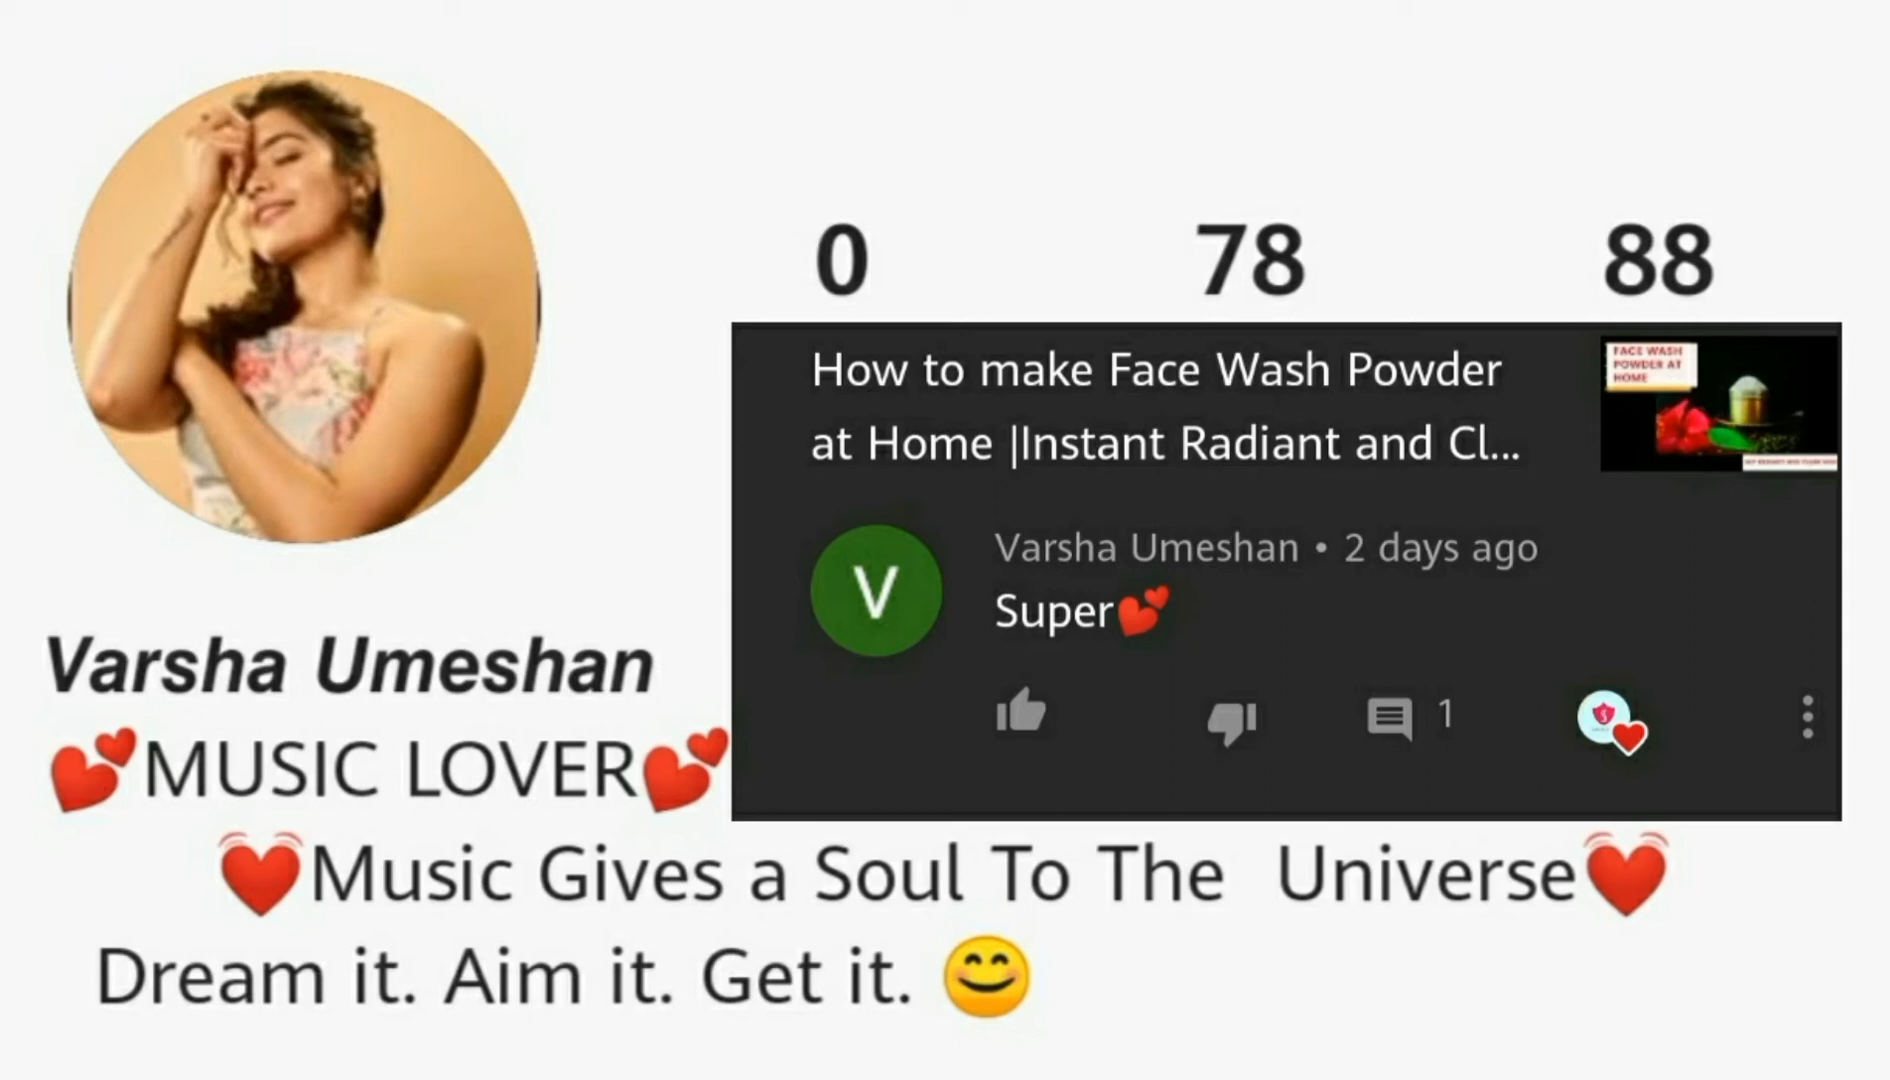 0 78 88
How to make Face Wash Powder
at Home |Instant Radiant and Cl...
FACE WASH
POWDER AT
HOME
V
Varsha Umeshan • 2 days ago
Super💕
1
Varsha Umeshan
💕MUSIC LOVER💕
💓Music Gives a Soul To The Universe💓
Dream it. Aim it. Get it. 😊